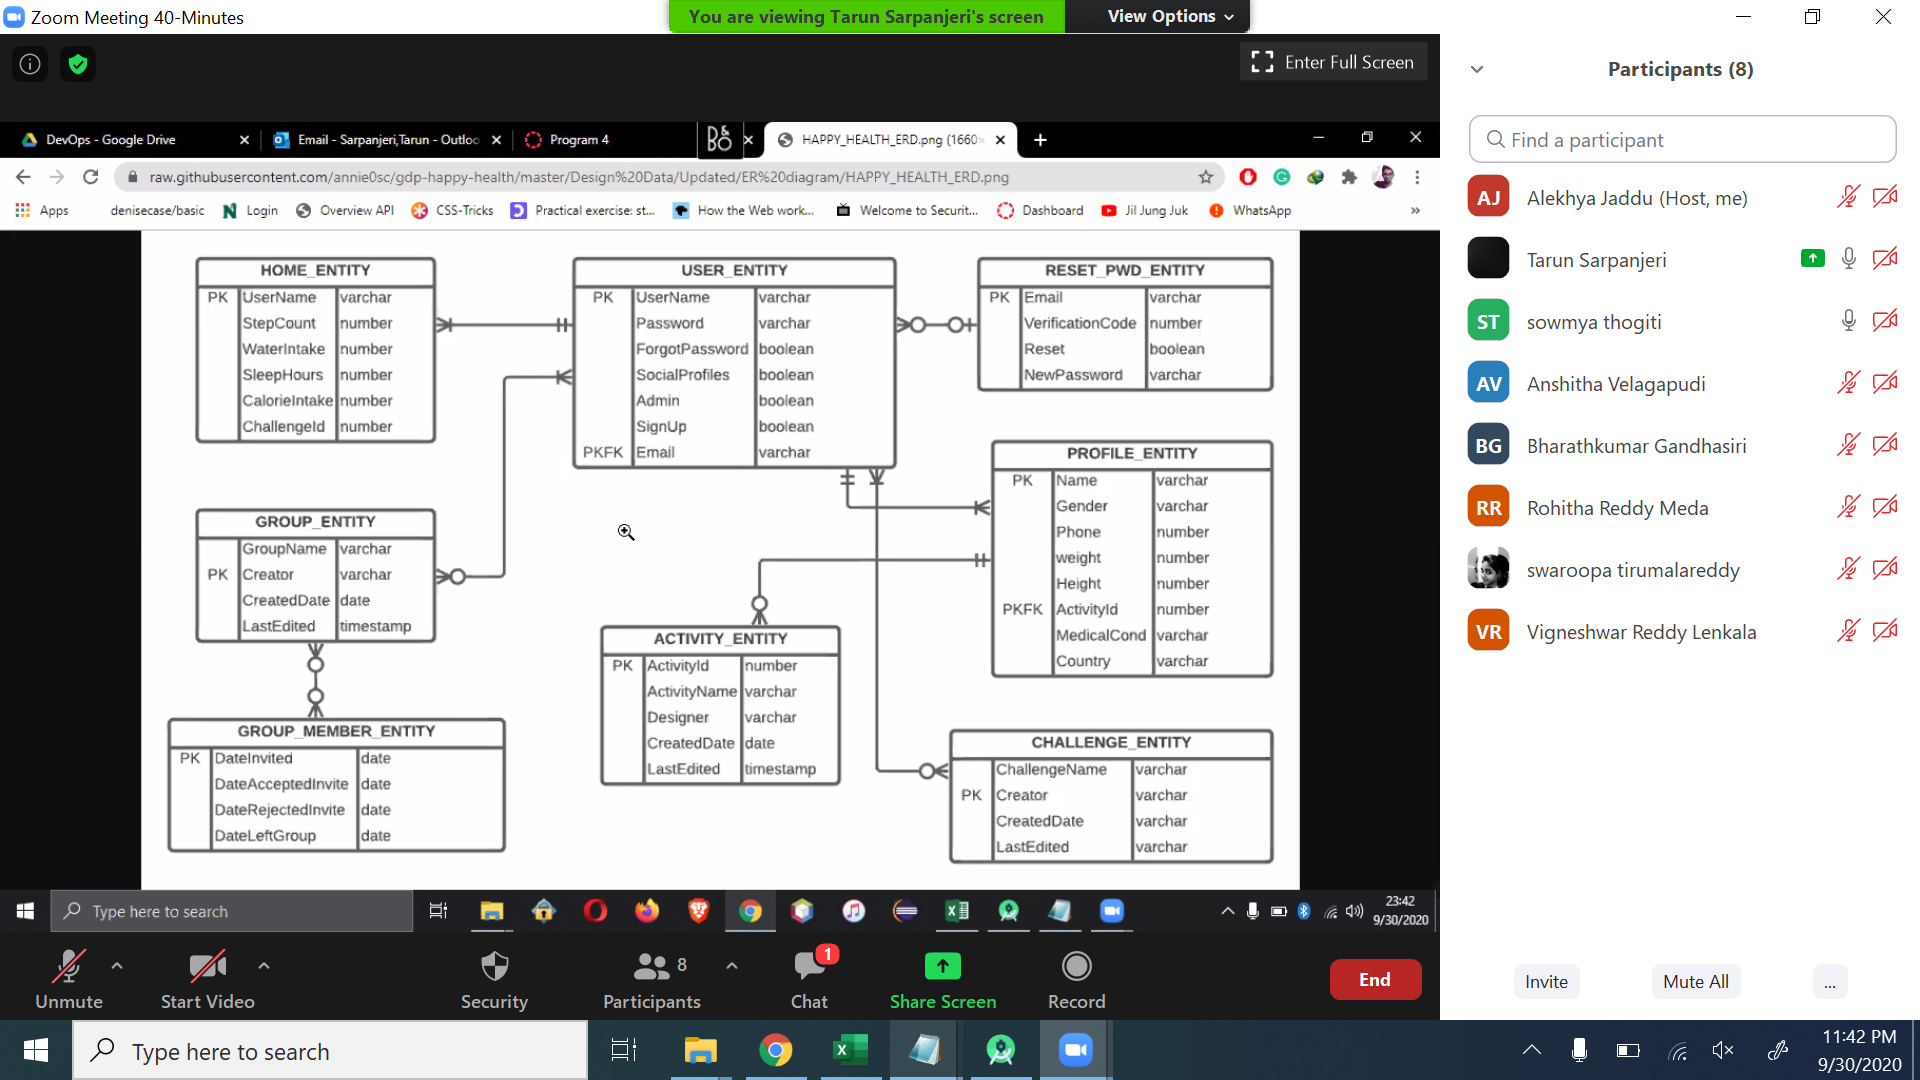 Zoom Meeting 40-Minutes
You are viewing Tarun Sarpanjeri's screen
View Options
Enter Full Screen
DevOps - Google Drive
Email - Sarpanjeri,Tarun - Outloo
Program 4
HAPPY_HEALTH_ERD.png (1660
raw.githubusercontent.com/annie0sc/gdp-happy-health/master/Design%20Data/Updated/ER%20diagram/HAPPY_HEALTH_ERD.png
Apps
denisecase/basic
Login
Overview API
CSS-Tricks
Practical exercise: st...
How the Web work...
Welcome to Securit...
Dashboard
Jil Jung Juk
WhatsApp
»
HOME_ENTITY
PK UserName varchar
StepCount number
WaterIntake number
SleepHours number
CalorieIntake number
ChallengeId number
USER_ENTITY
PK UserName varchar
Password varchar
ForgotPassword boolean
SocialProfiles boolean
Admin boolean
SignUp boolean
PKFK Email varchar
RESET_PWD_ENTITY
PK Email varchar
VerificationCode number
Reset boolean
NewPassword varchar
PROFILE_ENTITY
PK Name varchar
Gender varchar
Phone number
weight number
Height number
PKFK ActivityId number
MedicalCond varchar
Country varchar
GROUP_ENTITY
GroupName varchar
PK Creator varchar
CreatedDate date
LastEdited timestamp
ACTIVITY_ENTITY
PK ActivityId number
ActivityName varchar
Designer varchar
CreatedDate date
LastEdited timestamp
GROUP_MEMBER_ENTITY
PK DateInvited date
DateAcceptedInvite date
DateRejectedInvite date
DateLeftGroup date
CHALLENGE_ENTITY
ChallengeName varchar
PK Creator varchar
CreatedDate varchar
LastEdited varchar
Type here to search
23:42
9/30/2020
Unmute
Start Video
Security
8
Participants
1
Chat
Share Screen
Record
End
Participants (8)
Find a participant
AJ Alekhya Jaddu (Host, me)
Tarun Sarpanjeri
ST sowmya thogiti
AV Anshitha Velagapudi
BG Bharathkumar Gandhasiri
RR Rohitha Reddy Meda
swaroopa tirumalareddy
VR Vigneshwar Reddy Lenkala
Invite
Mute All
...
Type here to search
11:42 PM
9/30/2020